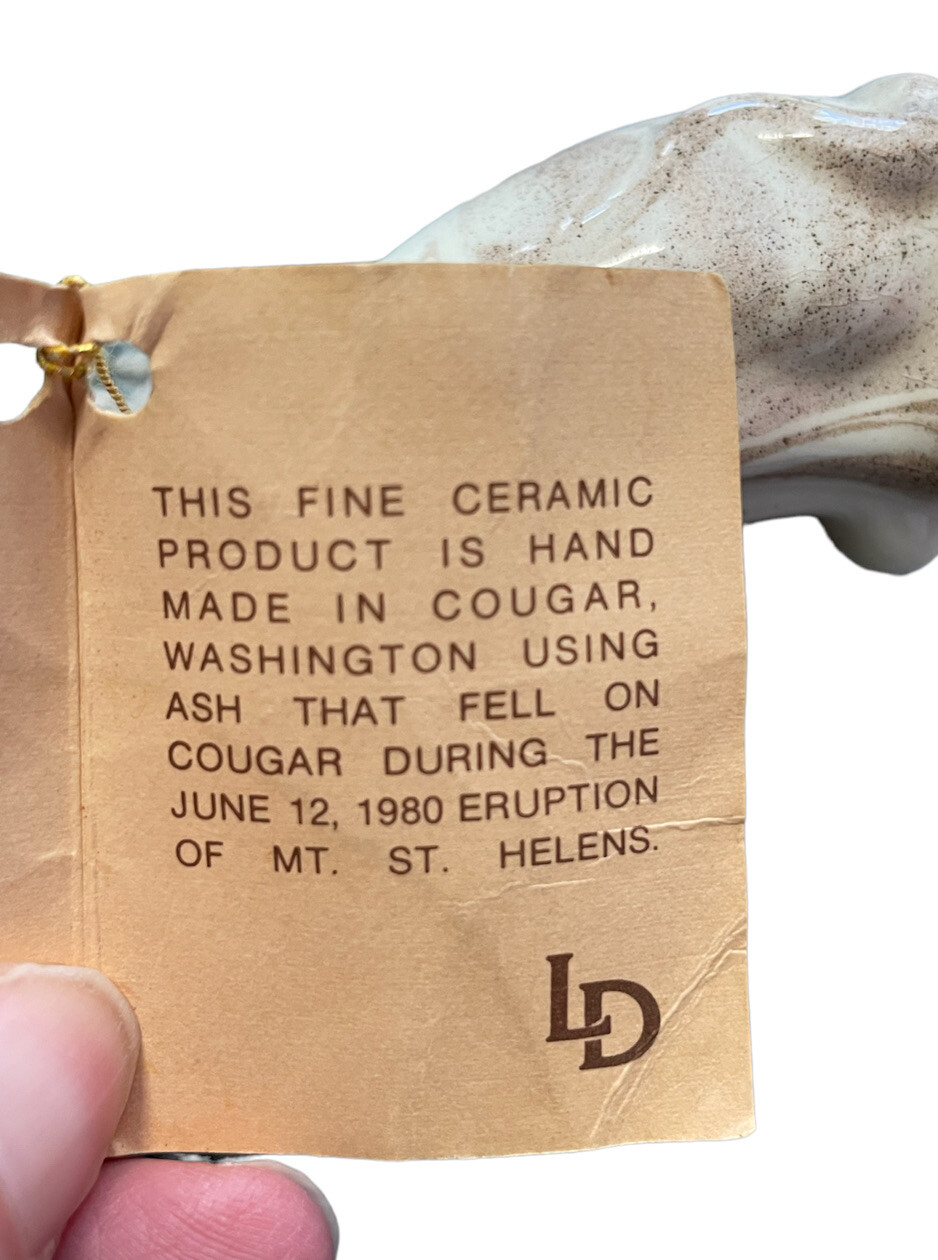 THIS FINE CERAMIC
PRODUCT IS HAND
MADE IN COUGAR,
WASHINGTON USING
ASH THAT FELL ON
COUGAR DURING THE
JUNE 12, 1980 ERUPTION
OF MT. ST. HELENS.
LD